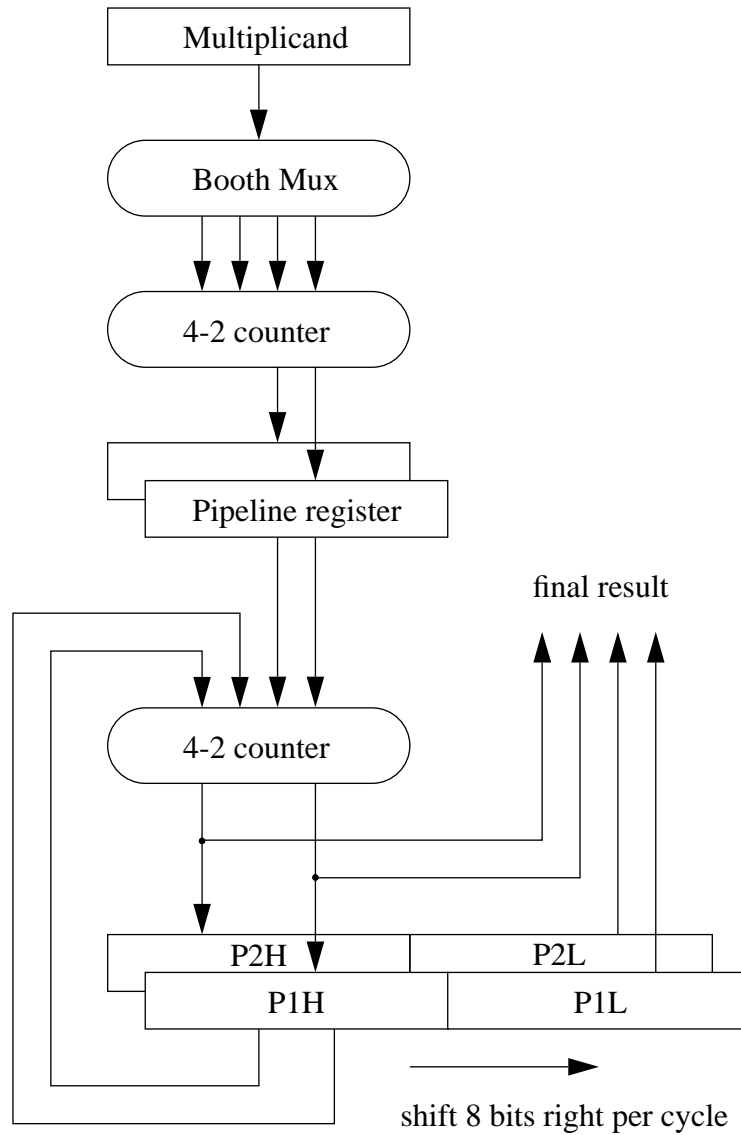 Multiplicand
Booth Mux
4-2 counter
Pipeline register
final result
4-2 counter
P2H P2L
P1H P1L
shift 8 bits right per cycle